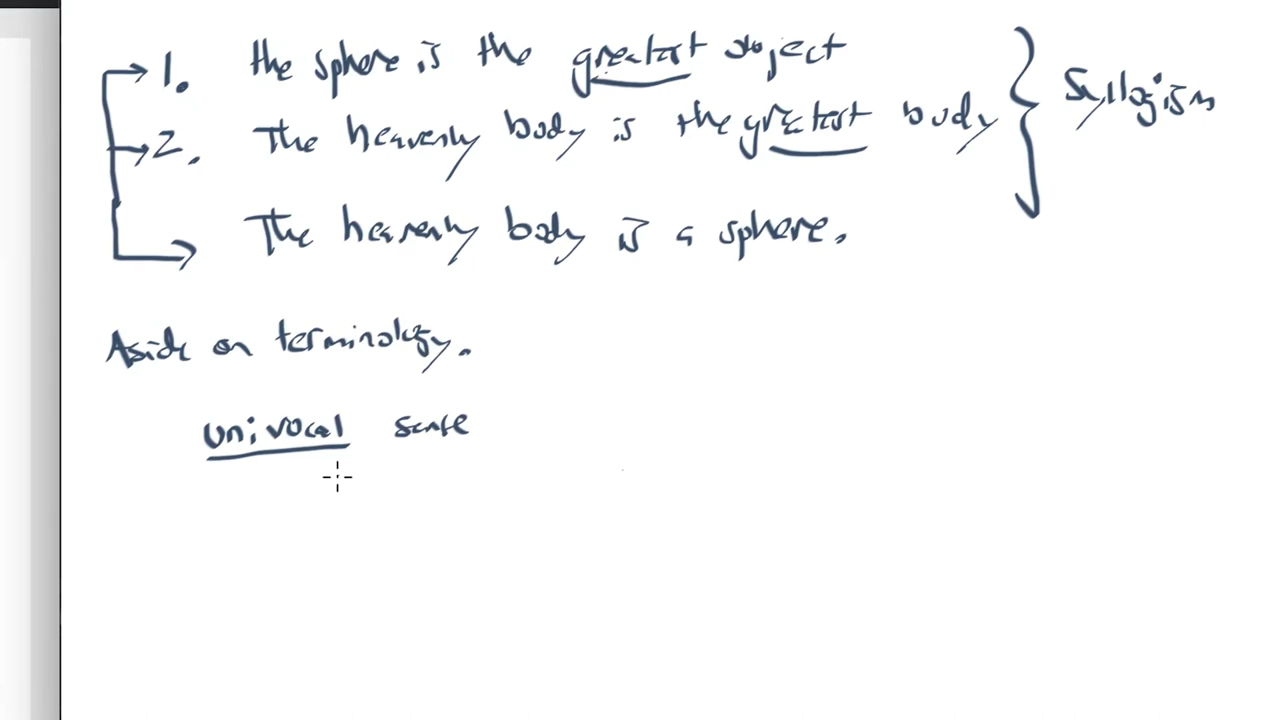 1. the sphere is the greatest object
2. The heavenly body is the greatest body
Syllogism
The heavenly body is a sphere.
Aside on terminology.
univocal sense